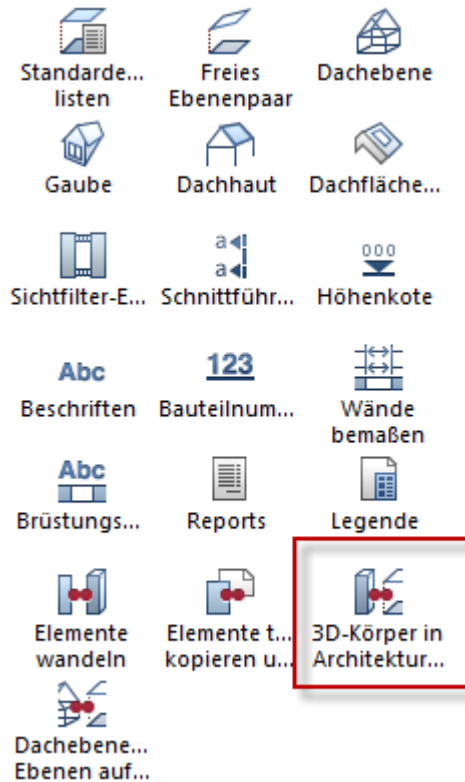 Standarde... Freies Dachebene
listen Ebenenpaar
Gaube Dachhaut Dachfläche...
a
a
000
Sichtfilter-E... Schnittführ... Höhenkote
Abc 123
Beschriften Bauteilnum... Wände
bemaßen
Abc
Brüstungs... Reports Legende
Elemente Elemente t... 3D-Körper in
wandeln kopieren u... Architektur...
Dachebene...
Ebenen auf...